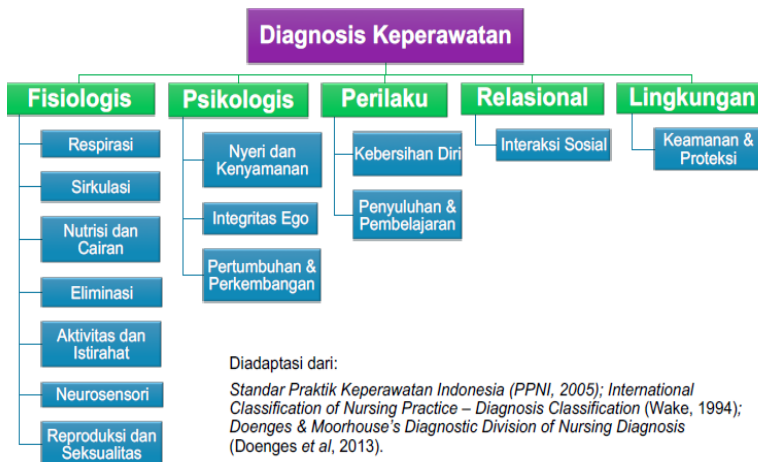 Diagnosis Keperawatan
Fisiologis
Respirasi
Sirkulasi
Nutrisi dan
Cairan
Eliminasi
Aktivitas dan
Istirahat
Neurosensori
Reproduksi dan
Seksualitas
Psikologis
Nyeri dan
Kenyamanan
Integritas Ego
Pertumbuhan &
Perkembangan
Perilaku
Kebersihan Diri
Penyuluhan &
Pembelajaran
Relasional
Interaksi Sosial
Lingkungan
Keamanan &
Proteksi
Diadaptasi dari:
Standar Praktik Keperawatan Indonesia (PPNI, 2005); International
Classification of Nursing Practice – Diagnosis Classification (Wake, 1994);
Doenges & Moorhouse's Diagnostic Division of Nursing Diagnosis
(Doenges et al, 2013).